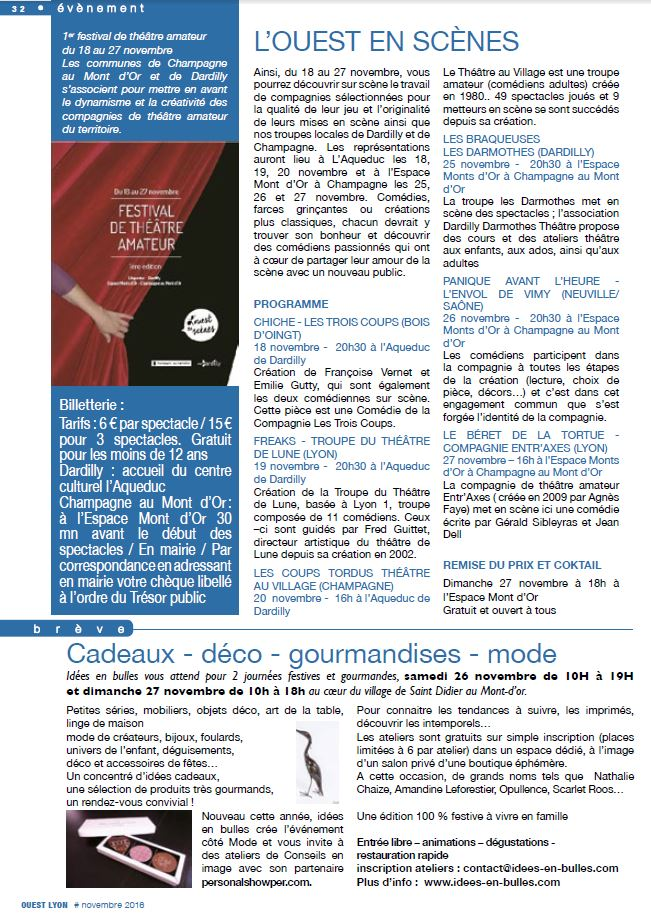 32 • évènement
1er festival de théâtre amateur
du 18 au 27 novembre
Les communes de Champagne
au Mont d'Or et de Dardilly
s'associent pour mettre en avant
le dynamisme et la créativité des
compagnies de théâtre amateur
du territoire.
Du 18 au 27 novembre
FESTIVAL
DE THÉÂTRE
AMATEUR
1ère édition
L'Aqueduc - Dardilly
Espace Monts d'Or - Champagne au Mont d'Or
L'ouest en scènes
Dardilly
Billetterie :
Tarifs : 6 € par spectacle / 15 €
pour 3 spectacles. Gratuit
pour les moins de 12 ans
Dardilly : accueil du centre
culturel l'Aqueduc
Champagne au Mont d'Or :
à l'Espace Mont d'Or 30
mn avant le début des
spectacles / En mairie / Par
correspondance en adressant
en mairie votre chèque libellé
à l'ordre du Trésor public
L'OUEST EN SCÈNES
Ainsi, du 18 au 27 novembre, vous
pourrez découvrir sur scène le travail
de compagnies sélectionnées pour
la qualité de leur jeu et l'originalité
de leurs mises en scène ainsi que
nos troupes locales de Dardilly et de
Champagne. Les représentations
auront lieu à L'Aqueduc les 18,
19, 20 novembre et à l'Espace
Mont d'Or à Champagne les 25,
26 et 27 novembre. Comédies,
farces grinçantes ou créations
plus classiques, chacun devrait y
trouver son bonheur et découvrir
des comédiens passionnés qui ont
à cœur de partager leur amour de la
scène avec un nouveau public.
PROGRAMME
CHICHE - LES TROIS COUPS (BOIS
D'OINGT)
18 novembre - 20h30 à l'Aqueduc
de Dardilly
Création de Françoise Vernet et
Emilie Gutty, qui sont également
les deux comédiennes sur scène.
Cette pièce est une Comédie de la
Compagnie Les Trois Coups.
FREAKS - TROUPE DU THÉÂTRE
DE LUNE (LYON)
19 novembre - 20h30 à l'Aqueduc
de Dardilly
Création de la Troupe du Théâtre
de Lune, basée à Lyon 1, troupe
composée de 11 comédiens. Ceux
–ci sont guidés par Fred Guittet,
directeur artistique du théâtre de
Lune depuis sa création en 2002.
LES COUPS TORDUS THÉÂTRE
AU VILLAGE (CHAMPAGNE)
20 novembre - 16h à l'Aqueduc de
Dardilly
Le Théâtre au Village est une troupe
amateur (comédiens adultes) créée
en 1980.. 49 spectacles joués et 9
metteurs en scène se sont succédés
depuis sa création.
LES BRAQUEUSES
LES DARMOTHES (DARDILLY)
25 novembre - 20h30 à l'Espace
Monts d'Or à Champagne au Mont
d'Or
La troupe les Darmothes met en
scène des spectacles ; l'association
Dardilly Darmothes Théâtre propose
des cours et des ateliers théâtre
aux enfants, aux ados, ainsi qu'aux
adultes
PANIQUE AVANT L'HEURE -
L'ENVOL DE VIMY (NEUVILLE/
SAÔNE)
26 novembre - 20h30 à l'Espace
Monts d'Or à Champagne au Mont
d'Or
Les comédiens participent dans
la compagnie à toutes les étapes
de la création (lecture, choix de
pièce, décors...) et c'est dans cet
engagement commun que s'est
forgée l'identité de la compagnie.
LE BÉRET DE LA TORTUE -
COMPAGNIE ENTR'AXES (LYON)
27 novembre – 16h à l'Espace Monts
d'Or à Champagne au Mont d'Or
La compagnie de théâtre amateur
Entr'Axes ( créée en 2009 par Agnès
Faye) met en scène ici une comédie
écrite par Gérald Sibleyras et Jean
Dell
REMISE DU PRIX ET COKTAIL
Dimanche 27 novembre à 18h à
l'Espace Mont d'Or
Gratuit et ouvert à tous
brève
Cadeaux - déco - gourmandises - mode
Idées en bulles vous attend pour 2 journées festives et gourmandes, samedi 26 novembre de 10H à 19H
et dimanche 27 novembre de 10h à 18h au cœur du village de Saint Didier au Mont-d'or.
Petites séries, mobiliers, objets déco, art de la table,
linge de maison
mode de créateurs, bijoux, foulards,
univers de l'enfant, déguisements,
déco et accessoires de fêtes...
Un concentré d'idées cadeaux,
une sélection de produits très gourmands,
un rendez-vous convivial !
Nouveau cette année, idées
en bulles crée l'événement
côté Mode et vous invite à
des ateliers de Conseils en
image avec son partenaire
personalshowper.com.
Pour connaitre les tendances à suivre, les imprimés,
découvrir les intemporels...
Les ateliers sont gratuits sur simple inscription (places
limitées à 6 par atelier) dans un espace dédié, à l'image
d'un salon privé d'une boutique éphémère.
A cette occasion, de grands noms tels que Nathalie
Chaize, Amandine Leforestier, Opullence, Scarlet Roos...
Une édition 100 % festive à vivre en famille
Entrée libre – animations – dégustations -
restauration rapide
inscription ateliers : contact@idees-en-bulles.com
Plus d'info : www.idees-en-bulles.com
OUEST LYON # novembre 2016